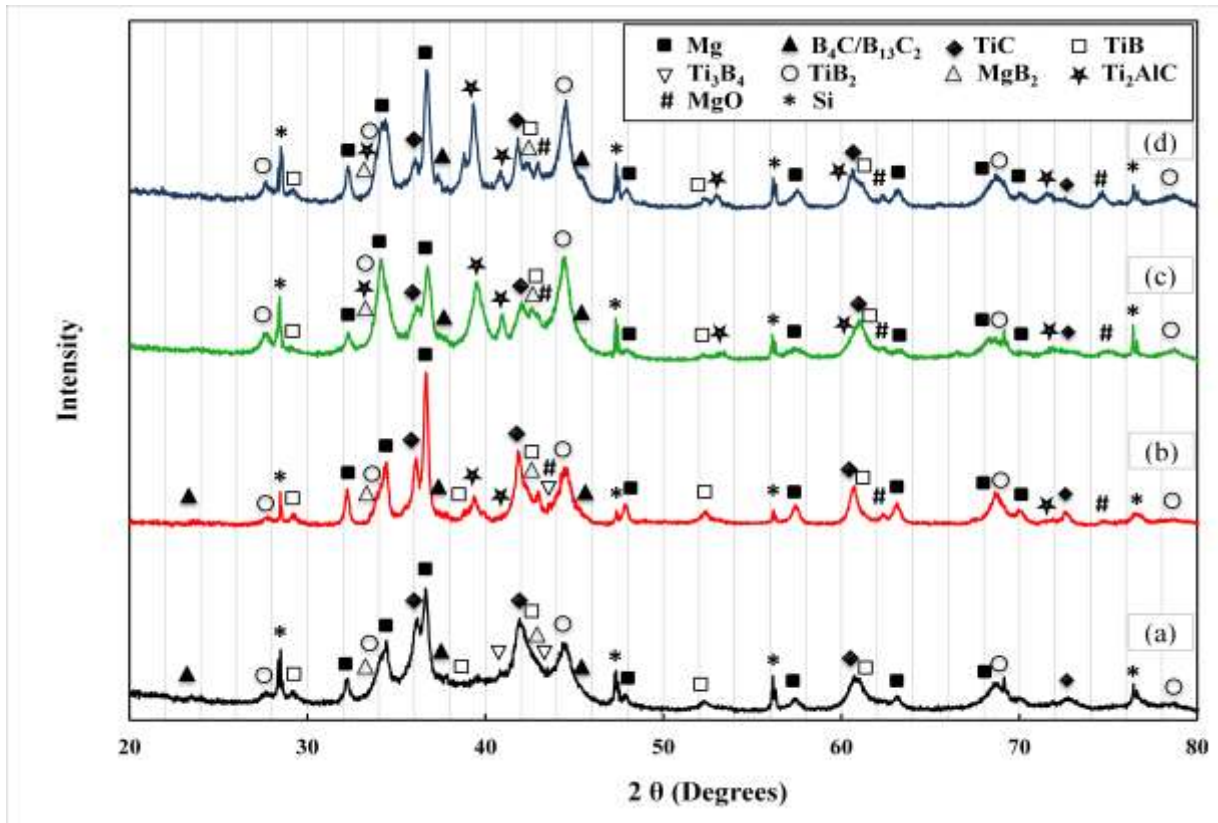 Mg B₄C/B₁₃C₂ TiC TiB
Ti₃B₄ TiB₂ MgB₂ Ti₂AlC
# MgO * Si
(d)
(c)
(b)
(a)
Intensity
20 30 40 50 60 70 80
2 θ (Degrees)